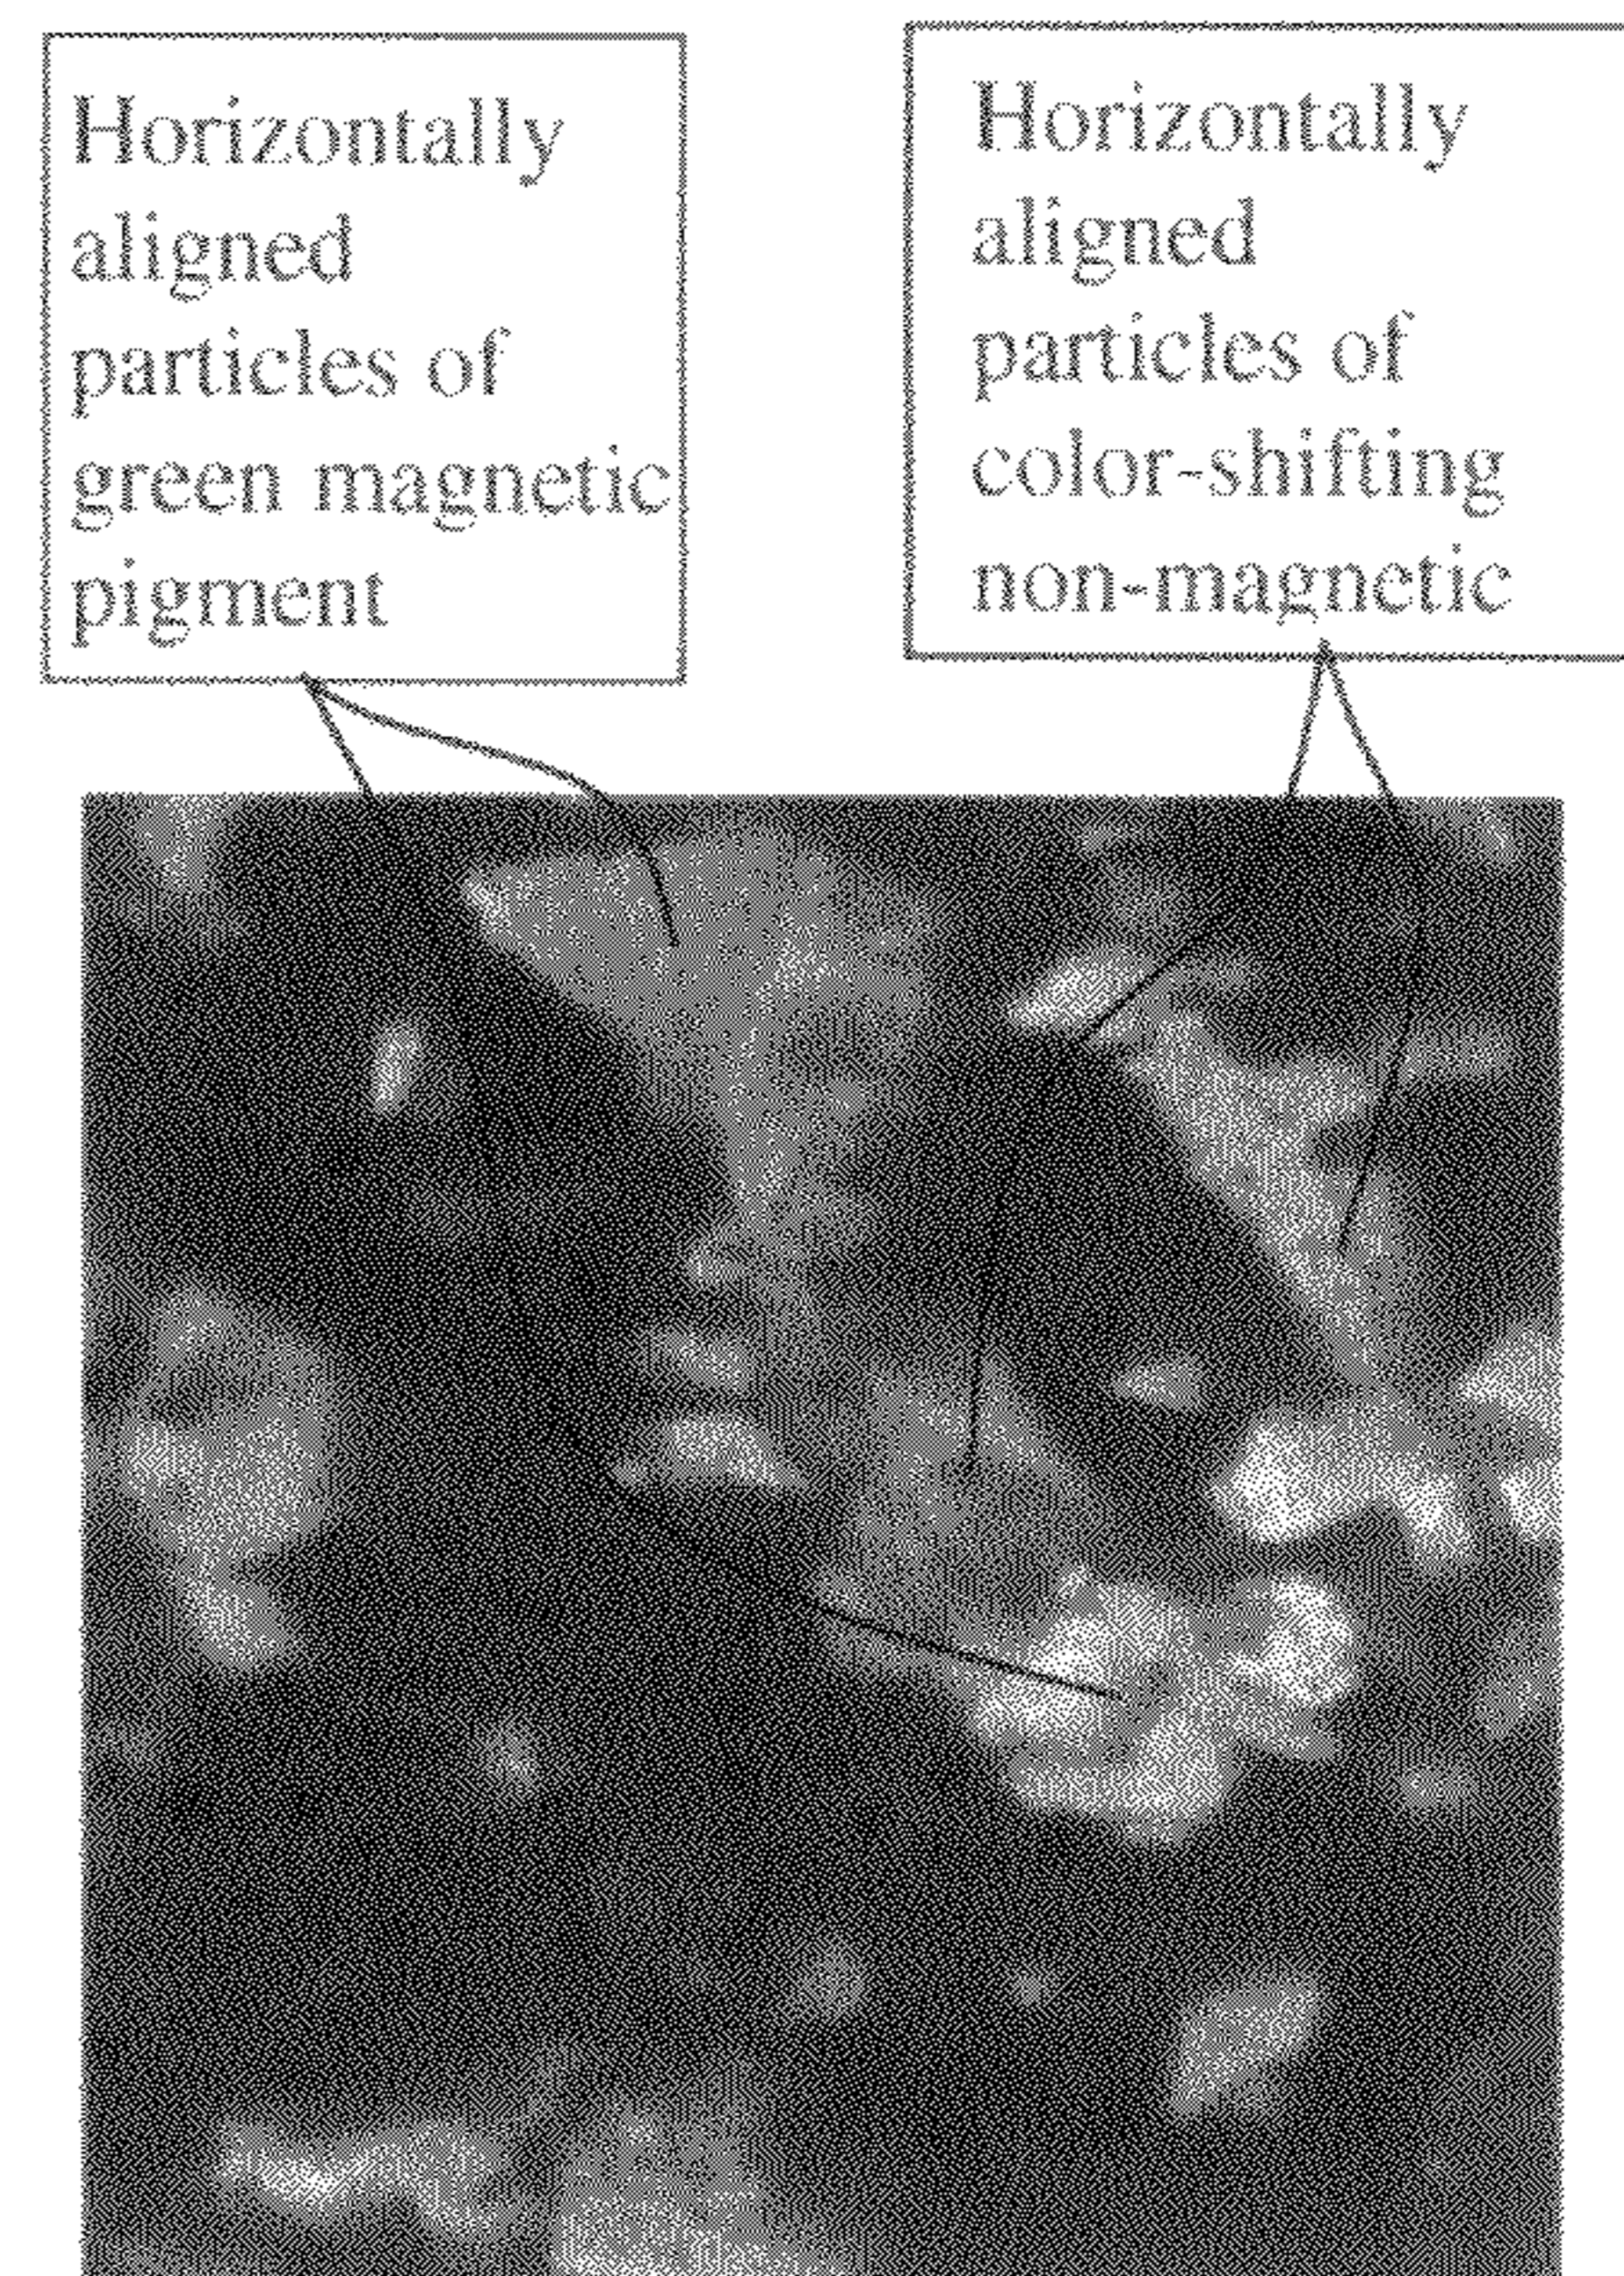 Horizontally
aligned
particles of
green magnetic
pigment
Horizontally
aligned
particles of
color-shifting
non-magnetic